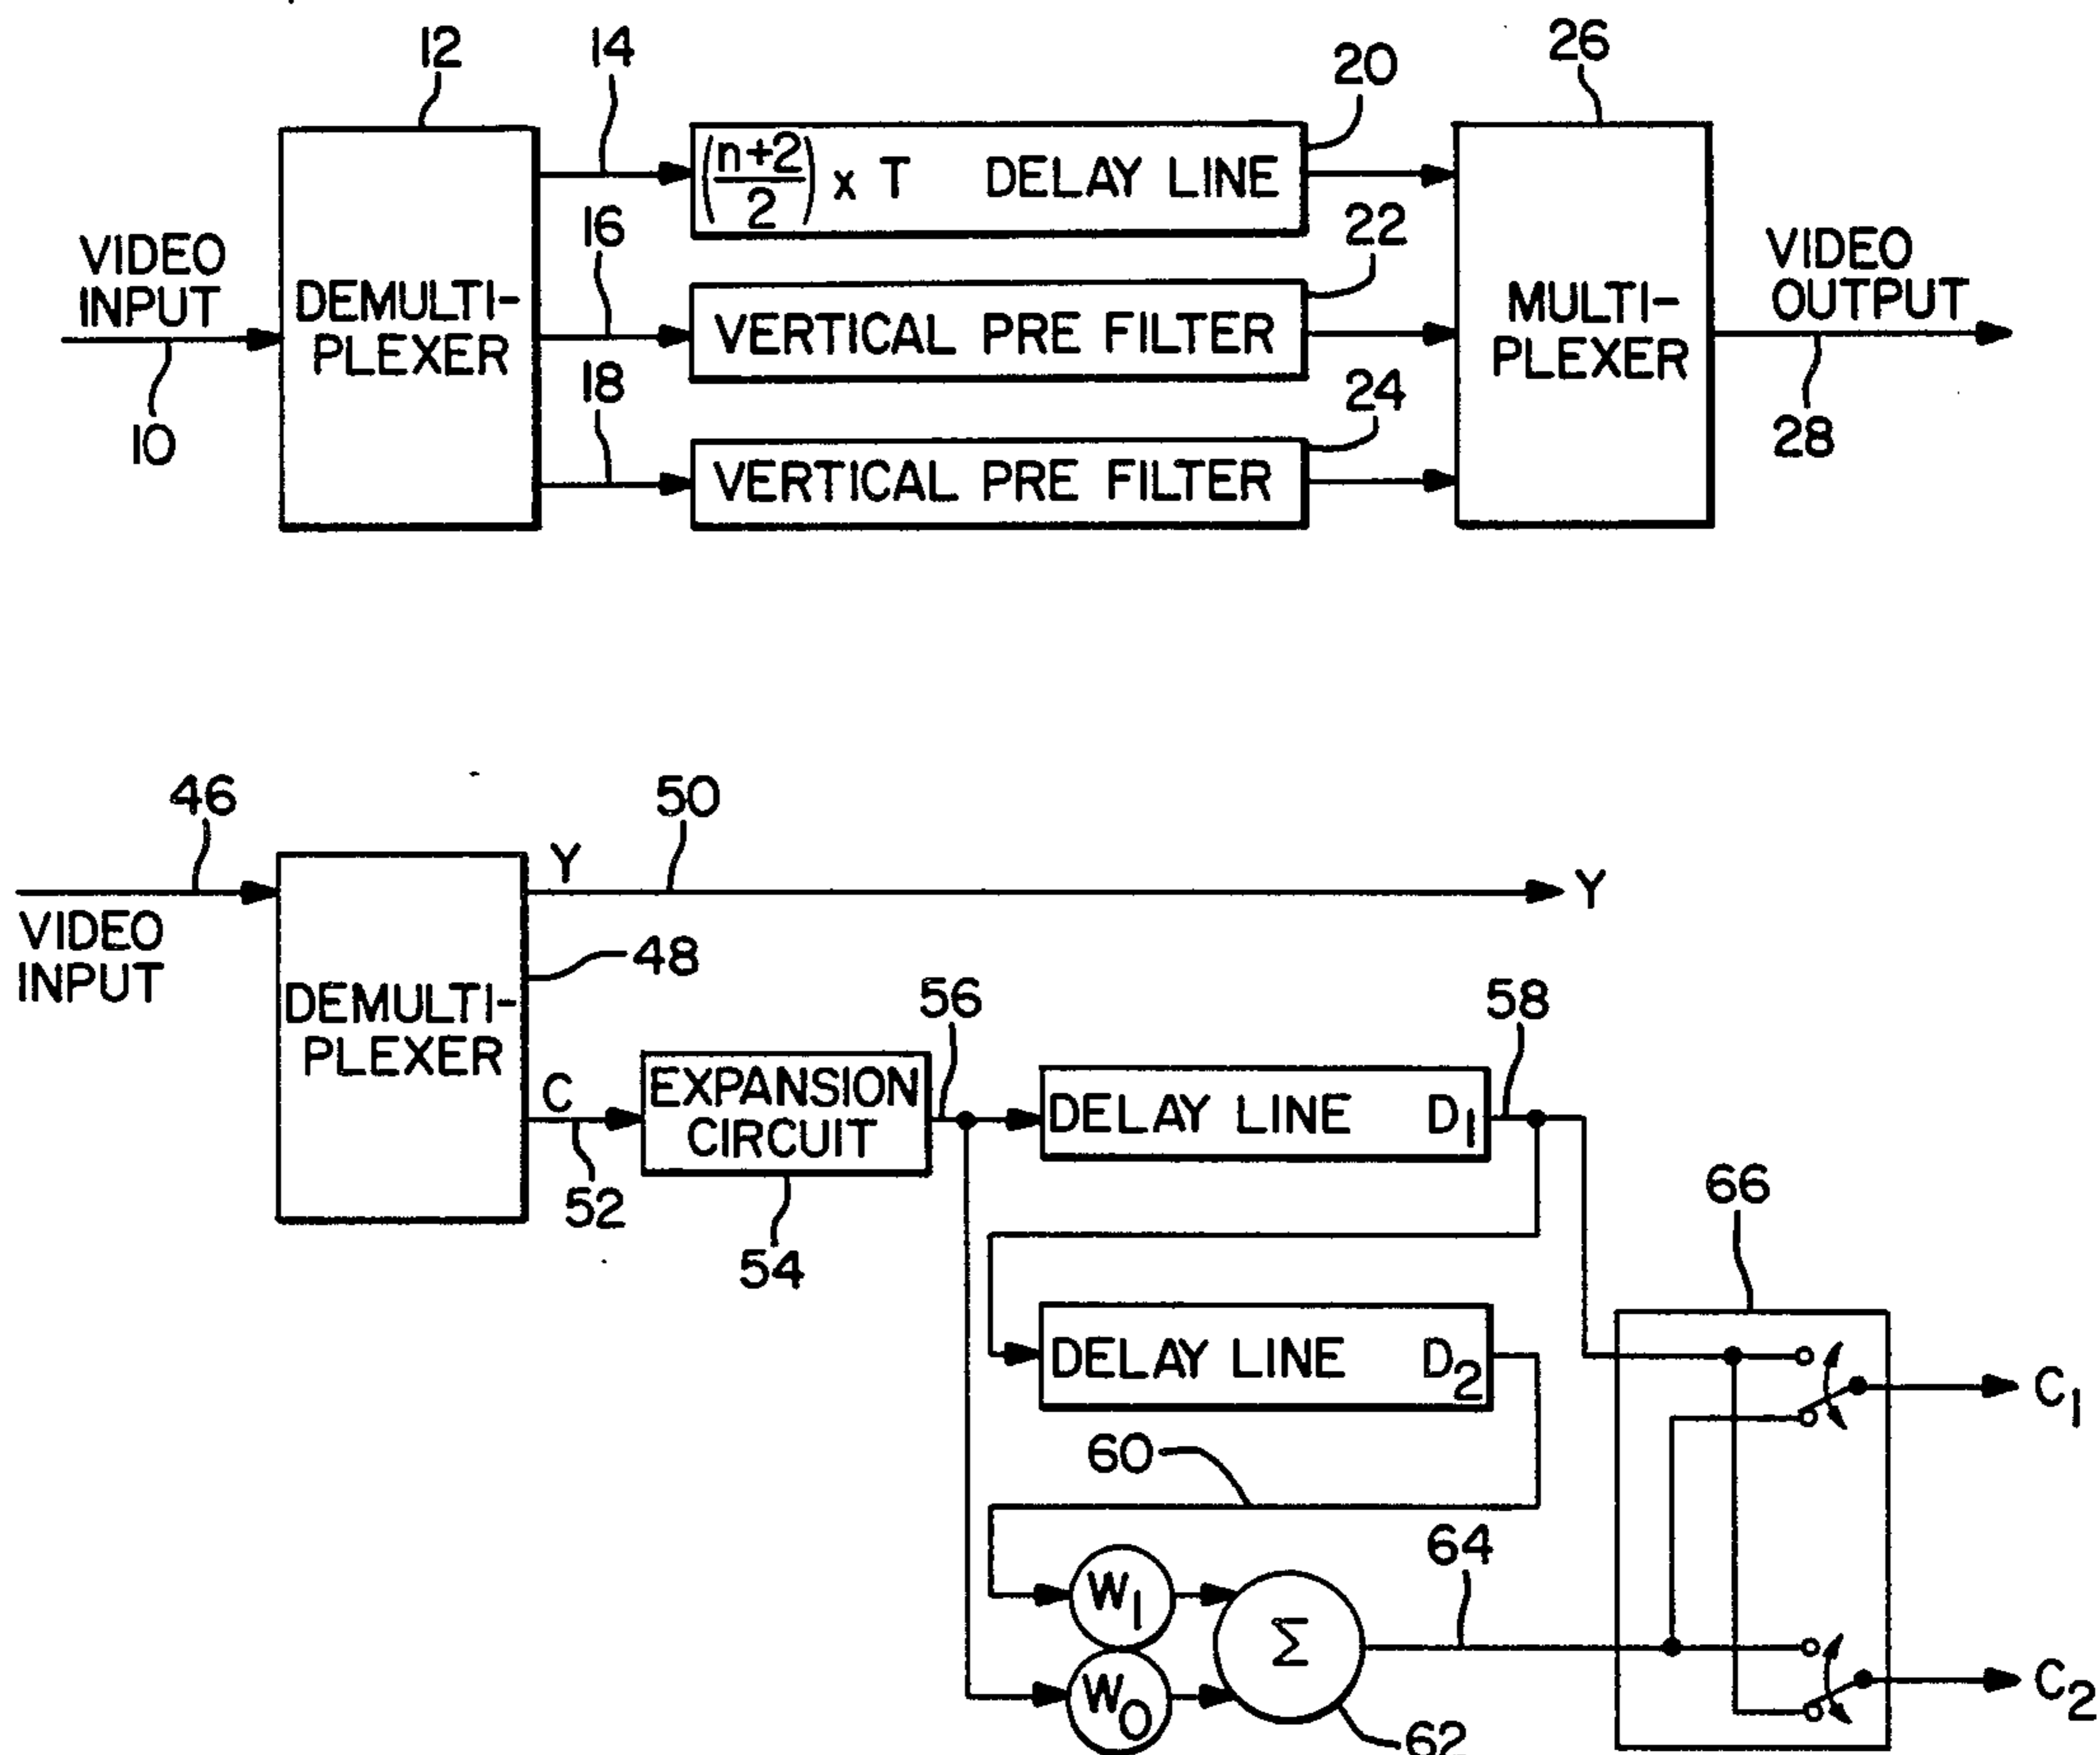 12
14
20
26
(n+2/2) x T DELAY LINE
16
22
VIDEO
INPUT
DEMULTI-
PLEXER
VERTICAL PRE FILTER
MULTI-
PLEXER
VIDEO
OUTPUT
18
24
10
VERTICAL PRE FILTER
28
46
50
Y
Y
VIDEO
INPUT
48
DEMULTI-
PLEXER
56
58
C
EXPANSION
CIRCUIT
DELAY LINE D1
52
54
66
DELAY LINE D2
C1
60
64
W1
Σ
W0
C2
62